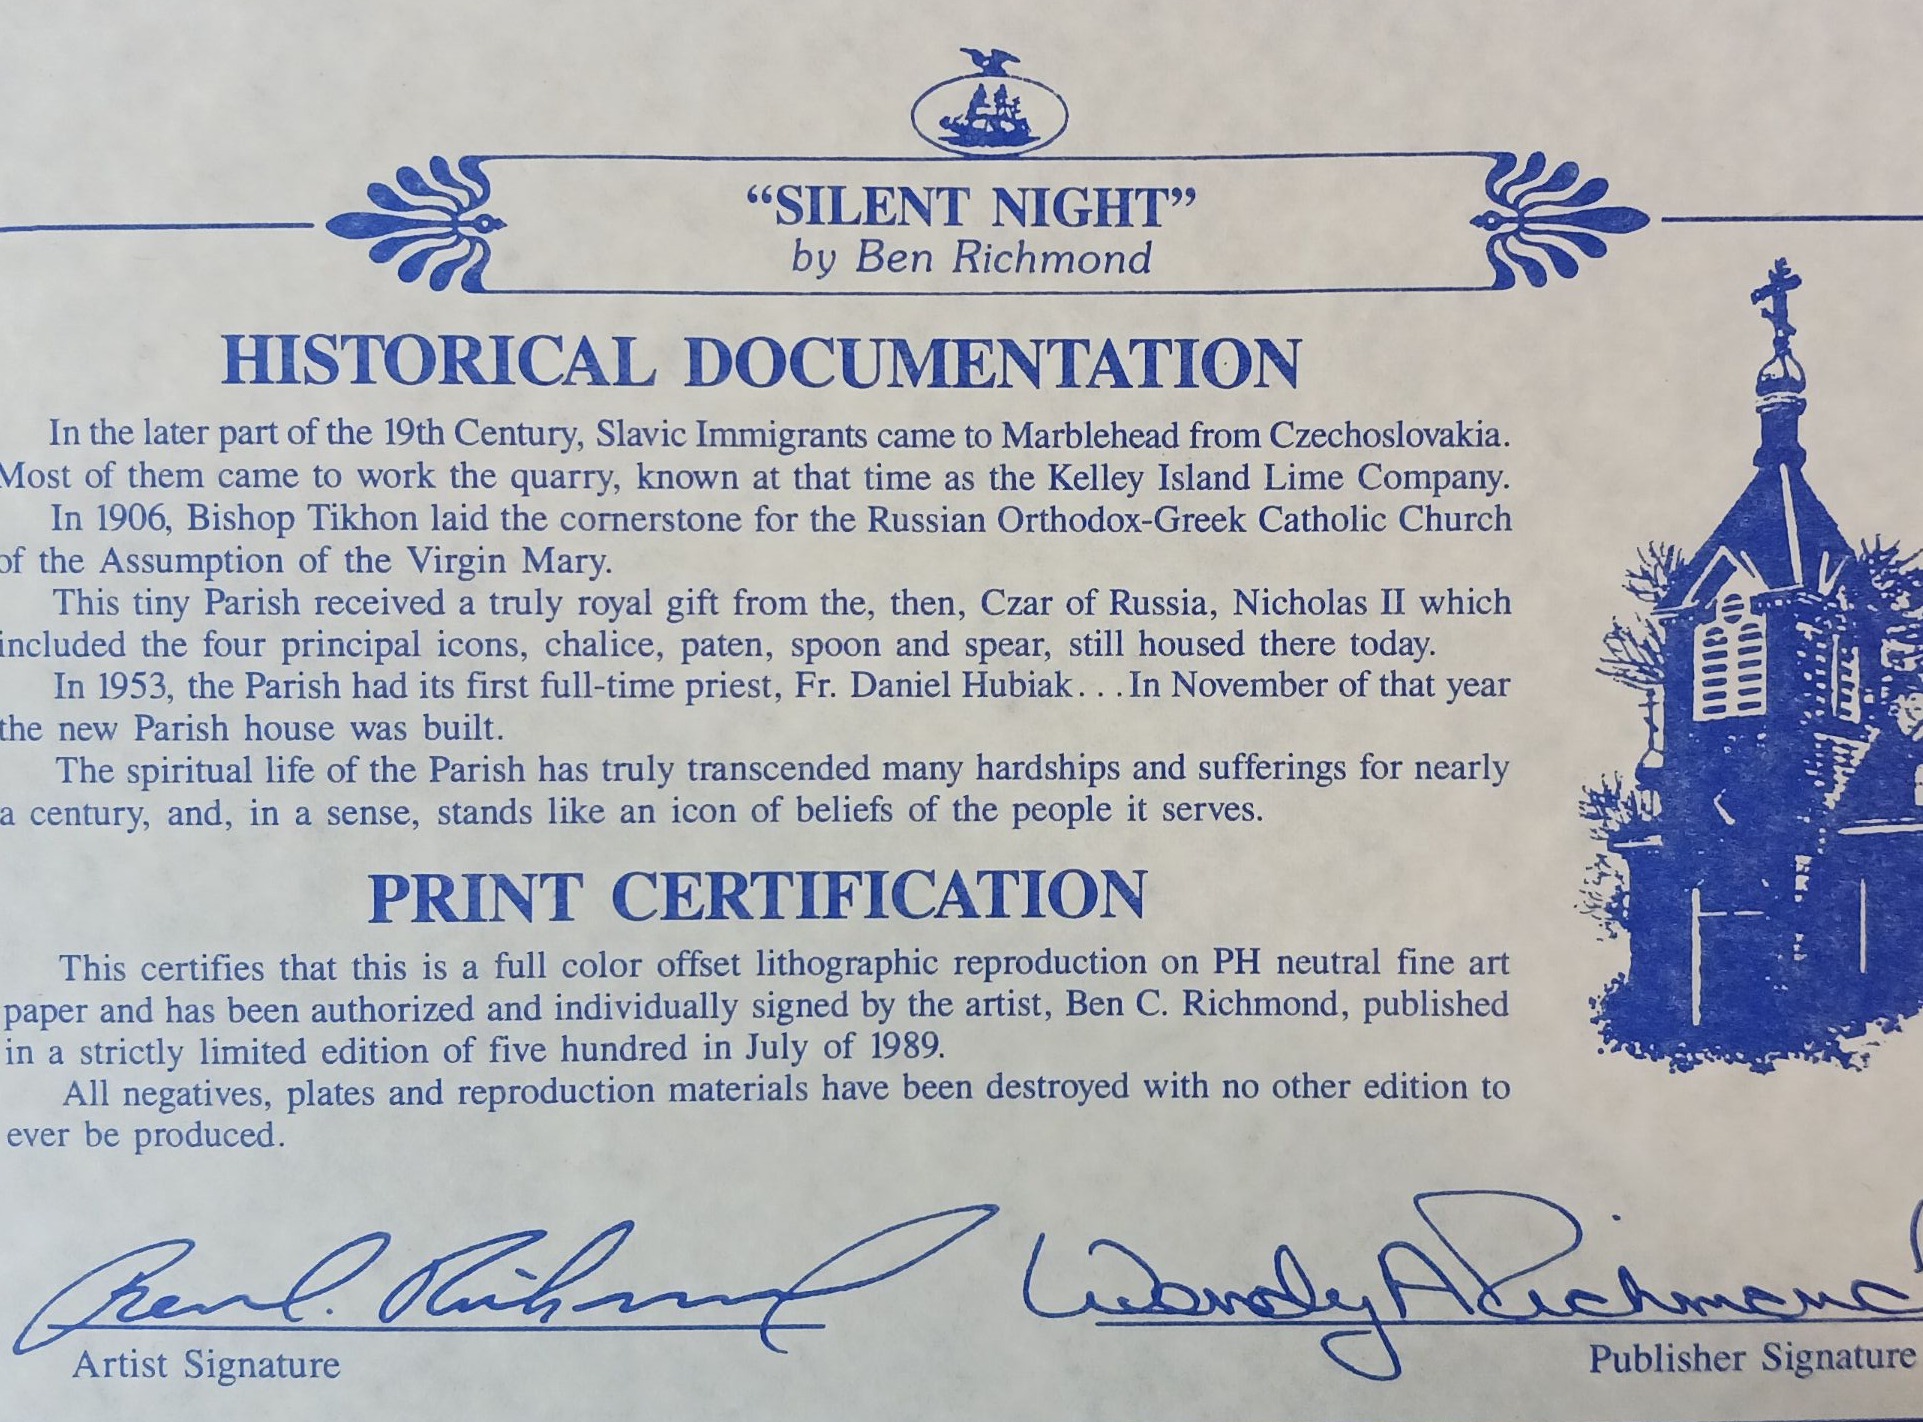 “SILENT NIGHT”
by Ben Richmond
HISTORICAL DOCUMENTATION
In the later part of the 19th Century, Slavic Immigrants came to Marblehead from Czechoslovakia.
Most of them came to work the quarry, known at that time as the Kelley Island Lime Company.
In 1906, Bishop Tikhon laid the cornerstone for the Russian Orthodox-Greek Catholic Church
of the Assumption of the Virgin Mary.
This tiny Parish received a truly royal gift from the, then, Czar of Russia, Nicholas II which
included the four principal icons, chalice, paten, spoon and spear, still housed there today.
In 1953, the Parish had its first full-time priest, Fr. Daniel Hubiak. . .In November of that year
the new Parish house was built.
The spiritual life of the Parish has truly transcended many hardships and sufferings for nearly
a century, and, in a sense, stands like an icon of beliefs of the people it serves.
PRINT CERTIFICATION
This certifies that this is a full color offset lithographic reproduction on PH neutral fine art
paper and has been authorized and individually signed by the artist, Ben C. Richmond, published
in a strictly limited edition of five hundred in July of 1989.
All negatives, plates and reproduction materials have been destroyed with no other edition to
ever be produced.
Ben C. Richmond Wendy A Richmond
Artist Signature Publisher Signature